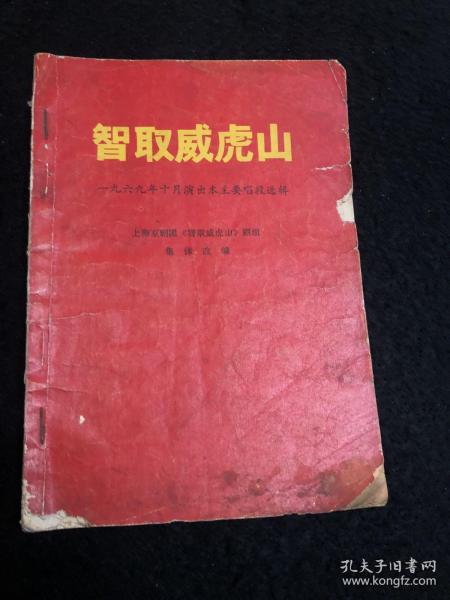 智取威虎山
一九六九年十月演出本主要唱段选辑
上海京剧团《智取威虎山》剧组
集体改编
孔夫子旧书网
www.kongfz.com